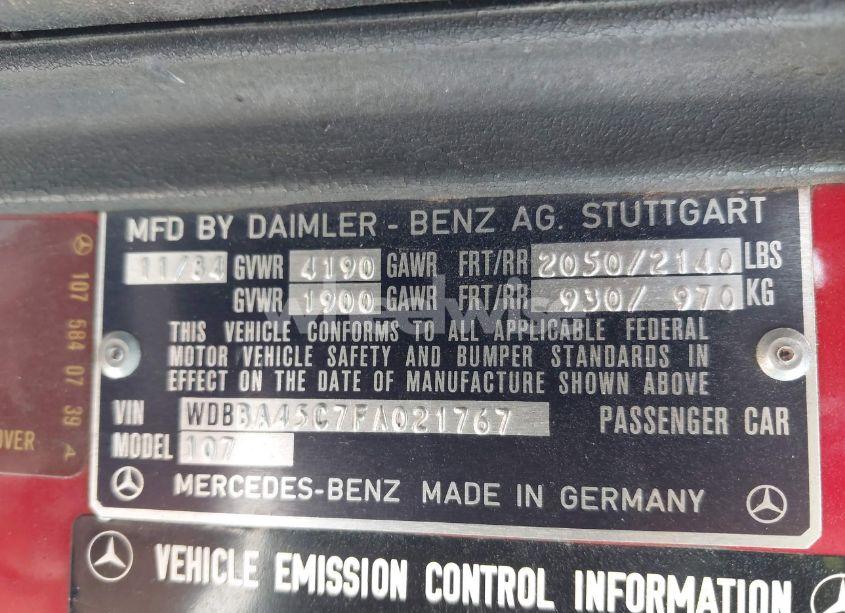 MFD BY DAIMLER - BENZ AG. STUTTGART
11/84 GVWR 4190 GAWR FRT/RR 2050/2140 LBS
GVWR 1900 GAWR FRT/RR 930/ 970 KG
THIS VEHICLE CONFORMS TO ALL APPLICABLE FEDERAL
MOTOR VEHICLE SAFETY AND BUMPER STANDARDS IN
EFFECT ON THE DATE OF MANUFACTURE SHOWN ABOVE
VIN WDBBA45C7FA021767 PASSENGER CAR
MODEL 107
MERCEDES-BENZ MADE IN GERMANY
VEHICLE EMISSION CONTROL INFORMATION
107 584 07 39 A
OVER
wheelwise